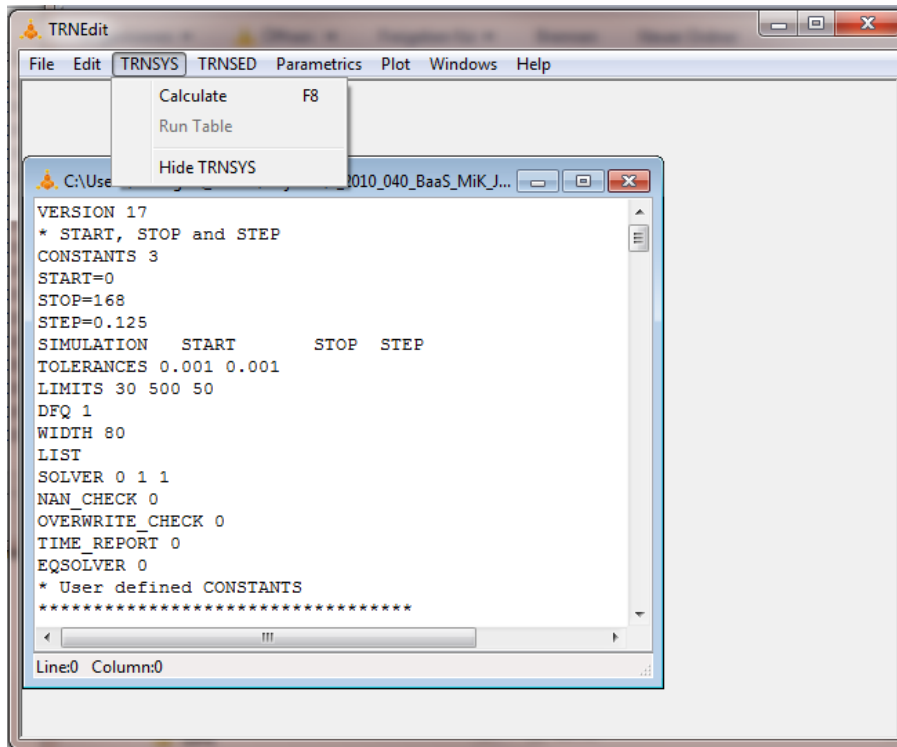 TRNEdit
File Edit TRNSYS TRNSED Parametrics Plot Windows Help
Calculate F8
Run Table
Hide TRNSYS
C:\Use 2010_040_BaaS_MiK_J...
VERSION 17
* START, STOP and STEP
CONSTANTS 3
START=0
STOP=168
STEP=0.125
SIMULATION START STOP STEP
TOLERANCES 0.001 0.001
LIMITS 30 500 50
DFQ 1
WIDTH 80
LIST
SOLVER 0 1 1
NAN_CHECK 0
OVERWRITE_CHECK 0
TIME_REPORT 0
EQSOLVER 0
* User defined CONSTANTS
**********************************
Line:0 Column:0